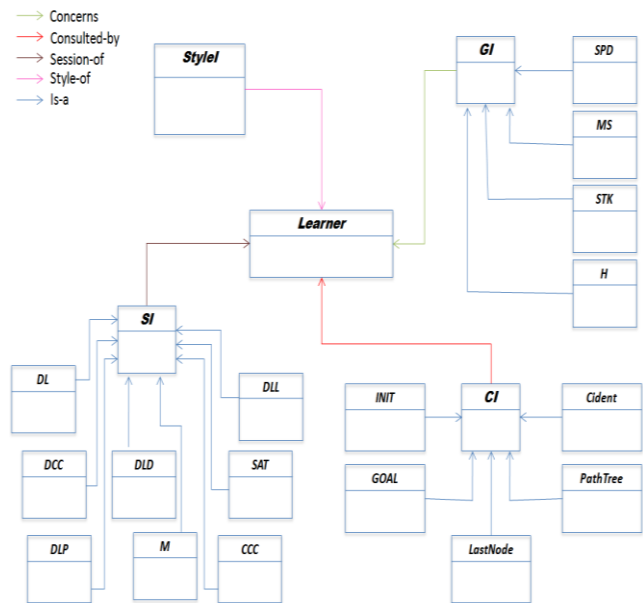 Concerns
Consulted-by
Session-of
Style-of
Is-a
StyleI
GI
SPD
MS
STK
H
Learner
SI
DL
DLL
DCC
DLD
SAT
DLP
M
CCC
INIT
CI
Cident
GOAL
PathTree
LastNode